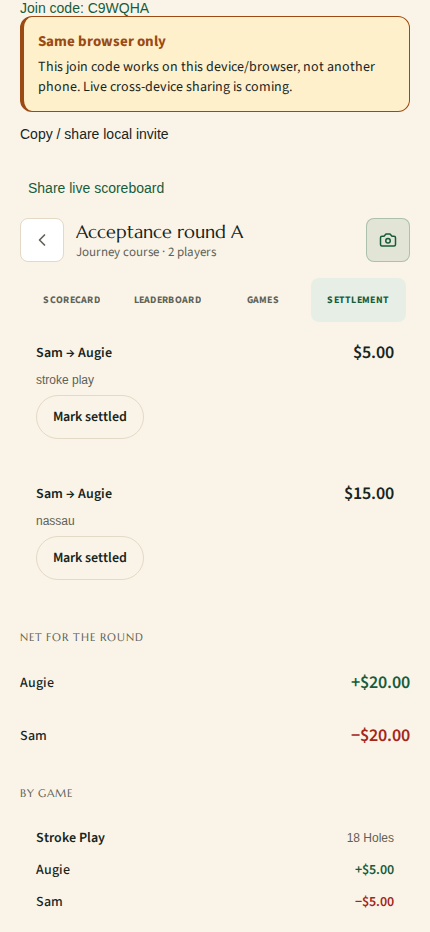 Join code: C9WQHA
Same browser only
This join code works on this device/browser, not another
phone. Live cross-device sharing is coming.
Copy / share local invite
Share live scoreboard
Acceptance round A
Journey course · 2 players
SCORECARD LEADERBOARD GAMES SETTLEMENT
Sam → Augie $5.00
stroke play
Mark settled
Sam → Augie $15.00
nassau
Mark settled
NET FOR THE ROUND
Augie +$20.00
Sam −$20.00
BY GAME
Stroke Play 18 Holes
Augie +$5.00
Sam −$5.00